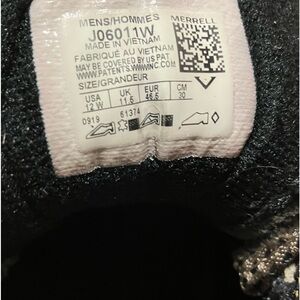 MENS/HOMMES MERRELL
J06011W
MADE IN VIETNAM
FABRIQUÉ AU VIETNAM
MAY BE COVERED BY US PAT
WWW.PATENTS.WWWINC.COM
SIZE/GRANDEUR
USA UK EUR CM
12 W 11.5 46.5 30
0919 61374